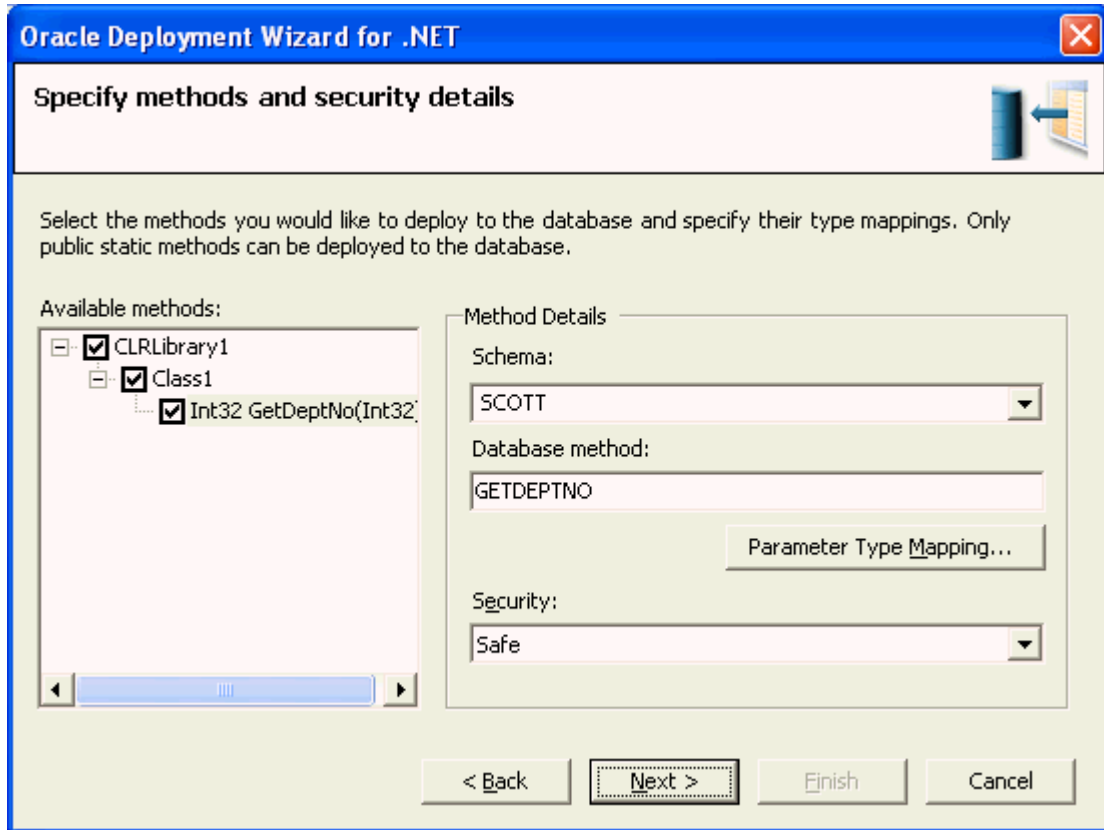 Oracle Deployment Wizard for .NET
Specify methods and security details
Select the methods you would like to deploy to the database and specify their type mappings. Only
public static methods can be deployed to the database.
Available methods:
CLRLibrary1
Class1
Int32 GetDeptNo(Int32)
Method Details
Schema:
SCOTT
Database method:
GETDEPTNO
Parameter Type Mapping...
Security:
Safe
< Back
Next >
Finish
Cancel